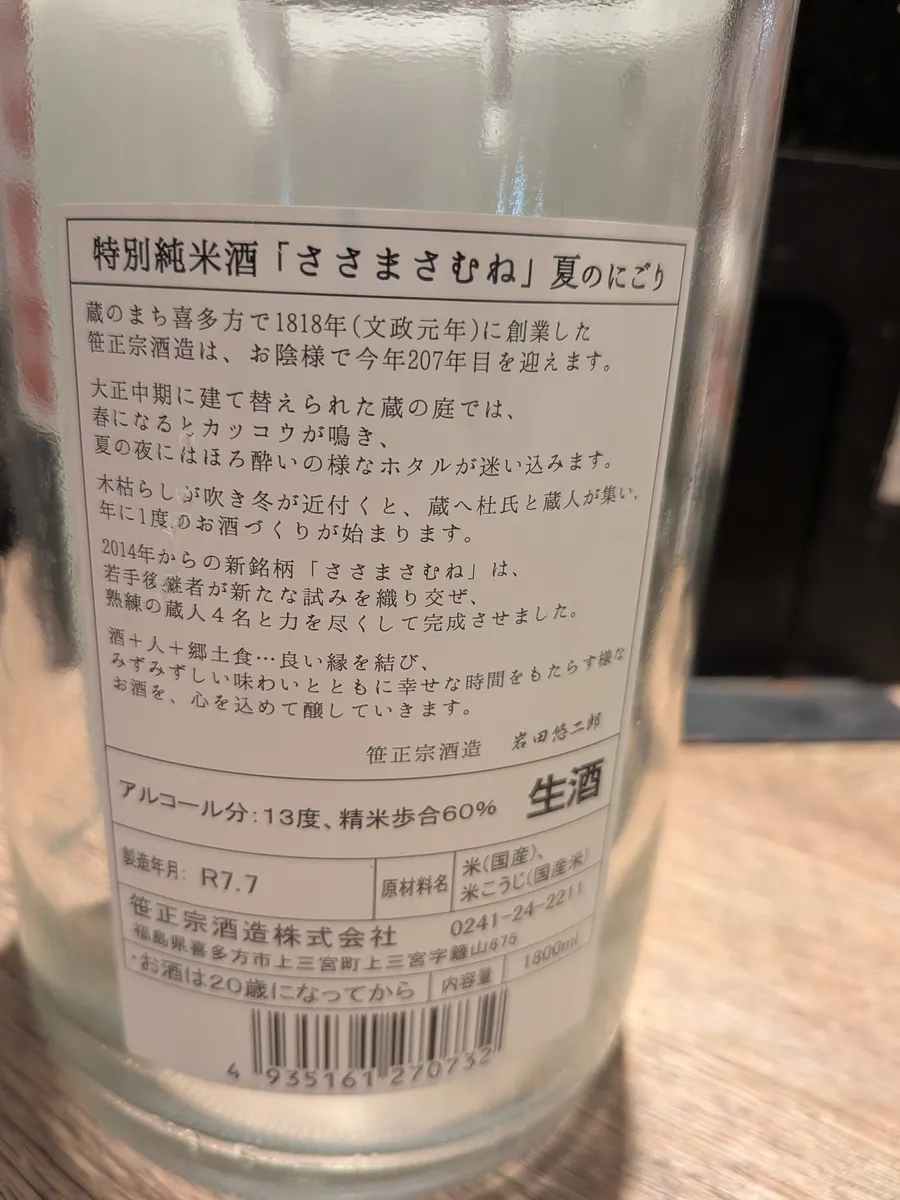 特別純米酒「ささまさむね」夏のにごり
蔵のまち喜多方で1818年(文政元年)に創業した
笹正宗酒造は、お陰様で今年207年目を迎えます。
大正中期に建て替えられた蔵の庭では、
春になるとカッコウが鳴き、
夏の夜にはほろ酔いの様なホタルが迷い込みます。
木枯らしが吹き冬が近付くと、蔵へ杜氏と蔵人が集い、
年に1度のお酒づくりが始まります。
2014年からの新銘柄「ささまさむね」は、
若手後継者が新たな試みを織り交ぜ、
熟練の蔵人4名と力を尽くして完成させました。
酒+人+郷土食…良い縁を結び、
みずみずしい味わいとともに幸せな時間をもたらす様な
お酒を、心を込めて醸していきます。
笹正宗酒造 岩田悠二郎
アルコール分:13度、精米歩合60% 生酒
製造年月: R7.7
原材料名 米(国産)、
米こうじ(国産米)
笹正宗酒造株式会社 0241-24-2211
福島県喜多方市上三宮町上三宮字籬山675
・お酒は20歳になってから 内容量 1800ml
4 935161 270732